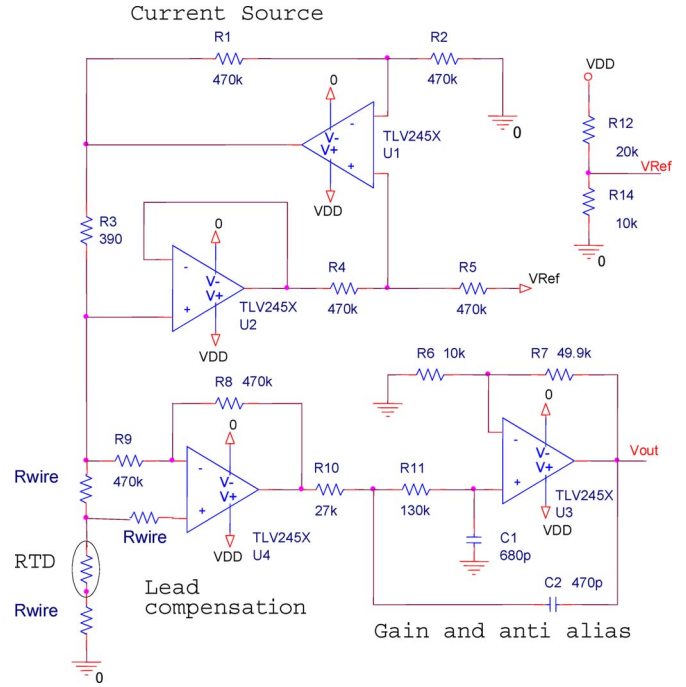 Current Source
R1
470k
R2
470k
0
VDD
R12
20k
VRef
R14
10k
0
0
-
V-
V+
+
TLV245X
U1
VDD
R3
390
0
-
V-
V+
+
TLV245X
U2
VDD
R4
470k
R5
470k
VRef
R6 10k
R7 49.9k
R8 470k
R9
470k
0
-
V-
V+
+
TLV245X
U4
VDD
R10
27k
R11
130k
0
-
V-
V+
+
TLV245X
U3
VDD
Vout
Rwire
Rwire
RTD
Rwire
0
C1
680p
C2 470p
Lead
compensation
Gain and anti alias